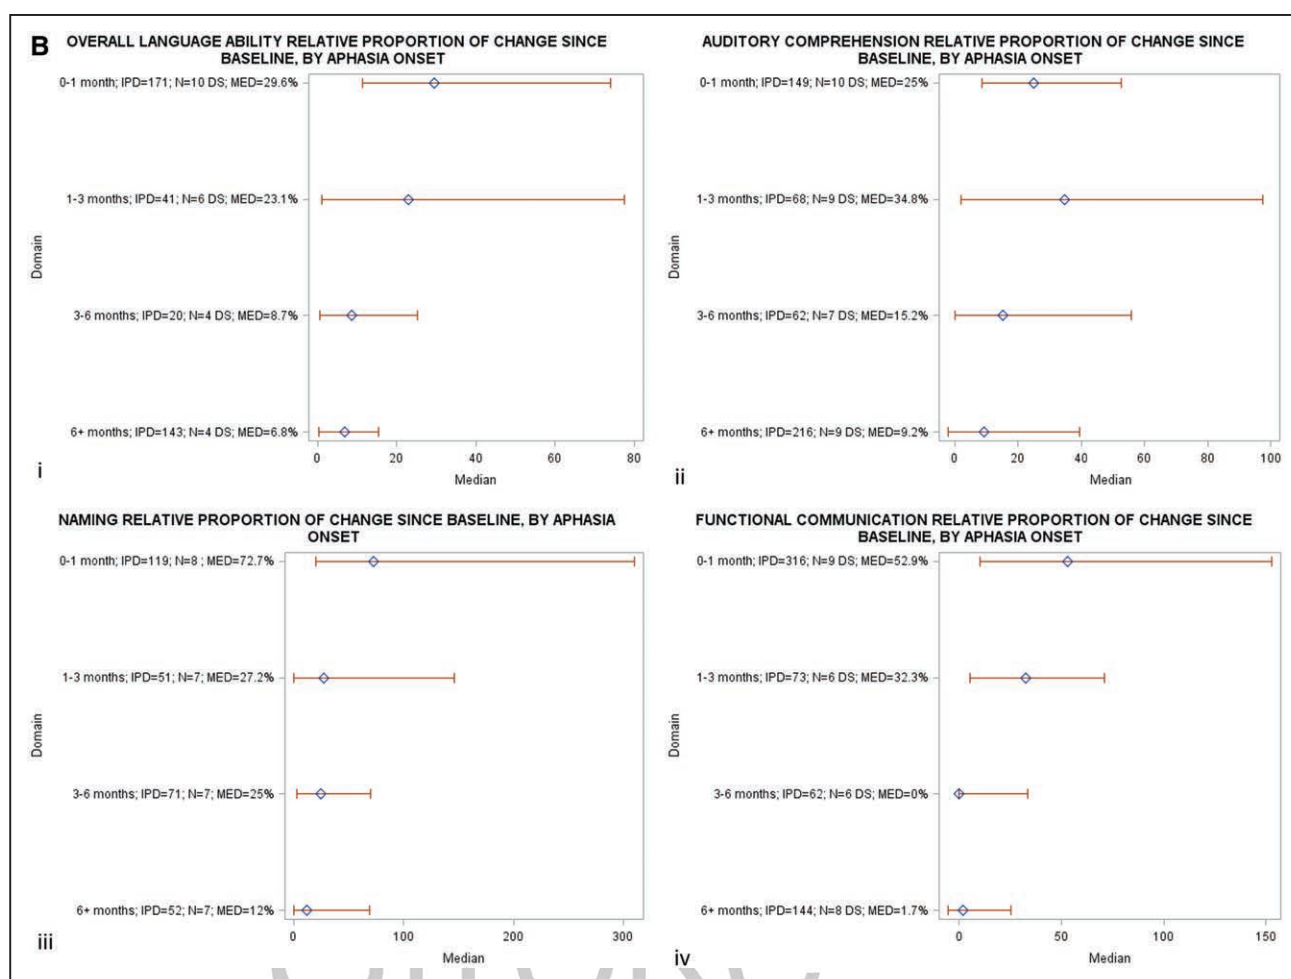 B
OVERALL LANGUAGE ABILITY RELATIVE PROPORTION OF CHANGE SINCE
BASELINE, BY APHASIA ONSET
0-1 month; IPD=171; N=10 DS; MED=29.6%
1-3 months; IPD=41; N=6 DS; MED=23.1%
Domain
3-6 months; IPD=20; N=4 DS; MED=8.7%
6+ months; IPD=143; N=4 DS; MED=6.8%
0 20 40 60 80
Median
i
AUDITORY COMPREHENSION RELATIVE PROPORTION OF CHANGE SINCE
BASELINE, BY APHASIA ONSET
0-1 month; IPD=149; N=10 DS; MED=25%
1-3 months; IPD=68; N=9 DS; MED=34.8%
Domain
3-6 months; IPD=62; N=7 DS; MED=15.2%
6+ months; IPD=216; N=9 DS; MED=9.2%
0 20 40 60 80 100
Median
ii
NAMING RELATIVE PROPORTION OF CHANGE SINCE BASELINE, BY APHASIA
ONSET
0-1 month; IPD=119; N=8 ; MED=72.7%
1-3 months; IPD=51; N=7; MED=27.2%
Domain
3-6 months; IPD=71; N=7; MED=25%
6+ months; IPD=52; N=7; MED=12%
0 100 200 300
Median
iii
FUNCTIONAL COMMUNICATION RELATIVE PROPORTION OF CHANGE SINCE
BASELINE, BY APHASIA ONSET
0-1 month; IPD=316; N=9 DS; MED=52.9%
1-3 months; IPD=73; N=6 DS; MED=32.3%
Domain
3-6 months; IPD=62; N=6 DS; MED=0%
6+ months; IPD=144; N=8 DS; MED=1.7%
0 50 100 150
Median
iv